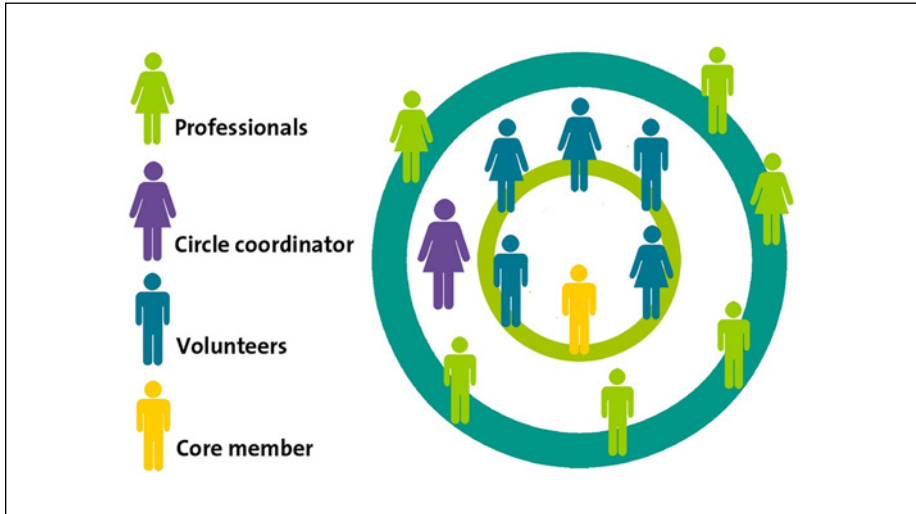 Professionals
Circle coordinator
Volunteers
Core member